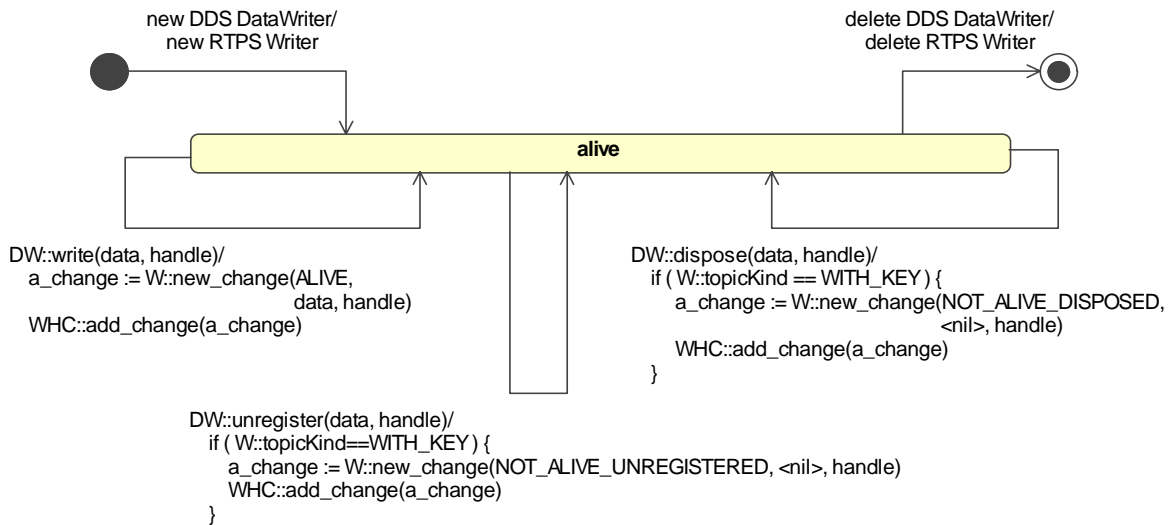 new DDS DataWriter/
new RTPS Writer
delete DDS DataWriter/
delete RTPS Writer
alive
DW::write(data, handle)/
a_change := W::new_change(ALIVE,
data, handle)
WHC::add_change(a_change)
DW::dispose(data, handle)/
if ( W::topicKind == WITH_KEY ) {
a_change := W::new_change(NOT_ALIVE_DISPOSED,
<nil>, handle)
WHC::add_change(a_change)
}
DW::unregister(data, handle)/
if ( W::topicKind==WITH_KEY ) {
a_change := W::new_change(NOT_ALIVE_UNREGISTERED, <nil>, handle)
WHC::add_change(a_change)
}